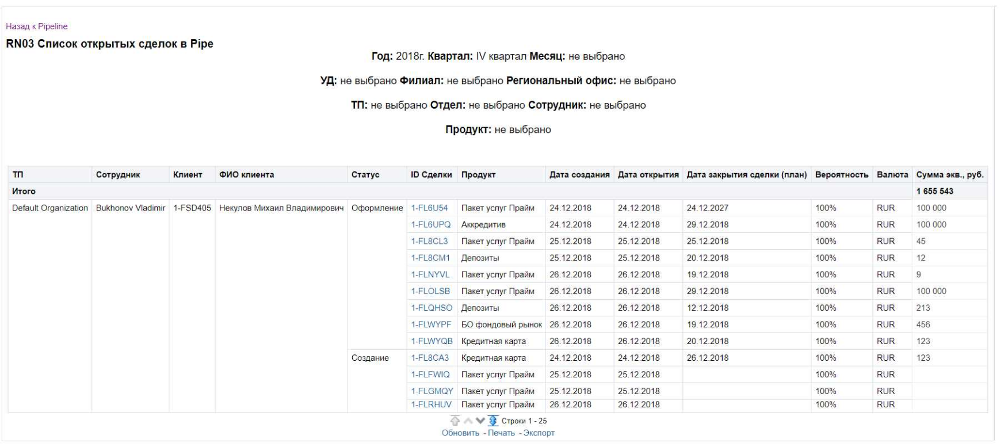 Назад к Pipeline
RN03 Список открытых сделок в Pipe
Год: 2018г. Квартал: IV квартал Месяц: не выбрано
УД: не выбрано Филиал: не выбрано Региональный офис: не выбрано
ТП: не выбрано Отдел: не выбрано Сотрудник: не выбрано
Продукт: не выбрано
ТП Сотрудник Клиент ФИО клиента Статус ID Сделки Продукт Дата создания Дата открытия Дата закрытия сделки (план) Вероятность Валюта Сумма экв., руб.
Итого 1 655 543
Default Organization Bukhonov Vladimir 1-FSD405 Некулов Михаил Владимирович Оформление 1-FL6U54 Пакет услуг Прайм 24.12.2018 24.12.2018 24.12.2027 100% RUR 100 000
1-FL6UPQ Аккредитив 24.12.2018 24.12.2018 29.12.2018 100% RUR 100 000
1-FL8CL3 Пакет услуг Прайм 25.12.2018 25.12.2018 25.12.2018 100% RUR 45
1-FL8CM1 Депозиты 25.12.2018 25.12.2018 20.12.2018 100% RUR 12
1-FLNYVL Пакет услуг Прайм 26.12.2018 26.12.2018 19.12.2018 100% RUR 9
1-FLOLSB Пакет услуг Прайм 26.12.2018 26.12.2018 29.12.2018 100% RUR 100 000
1-FLQHSO Депозиты 26.12.2018 26.12.2018 12.12.2018 100% RUR 213
1-FLWYPF БО фондовый рынок 26.12.2018 26.12.2018 19.12.2018 100% RUR 456
1-FLWYQB Кредитная карта 26.12.2018 26.12.2018 20.12.2018 100% RUR 123
Создание 1-FL8CA3 Кредитная карта 24.12.2018 24.12.2018 26.12.2018 100% RUR 123
1-FLFWIQ Пакет услуг Прайм 25.12.2018 25.12.2018 100% RUR
1-FLGMQY Пакет услуг Прайм 25.12.2018 25.12.2018 100% RUR
1-FLRHUV Пакет услуг Прайм 26.12.2018 26.12.2018 100% RUR
Строки 1 - 25
Обновить - Печать - Экспорт